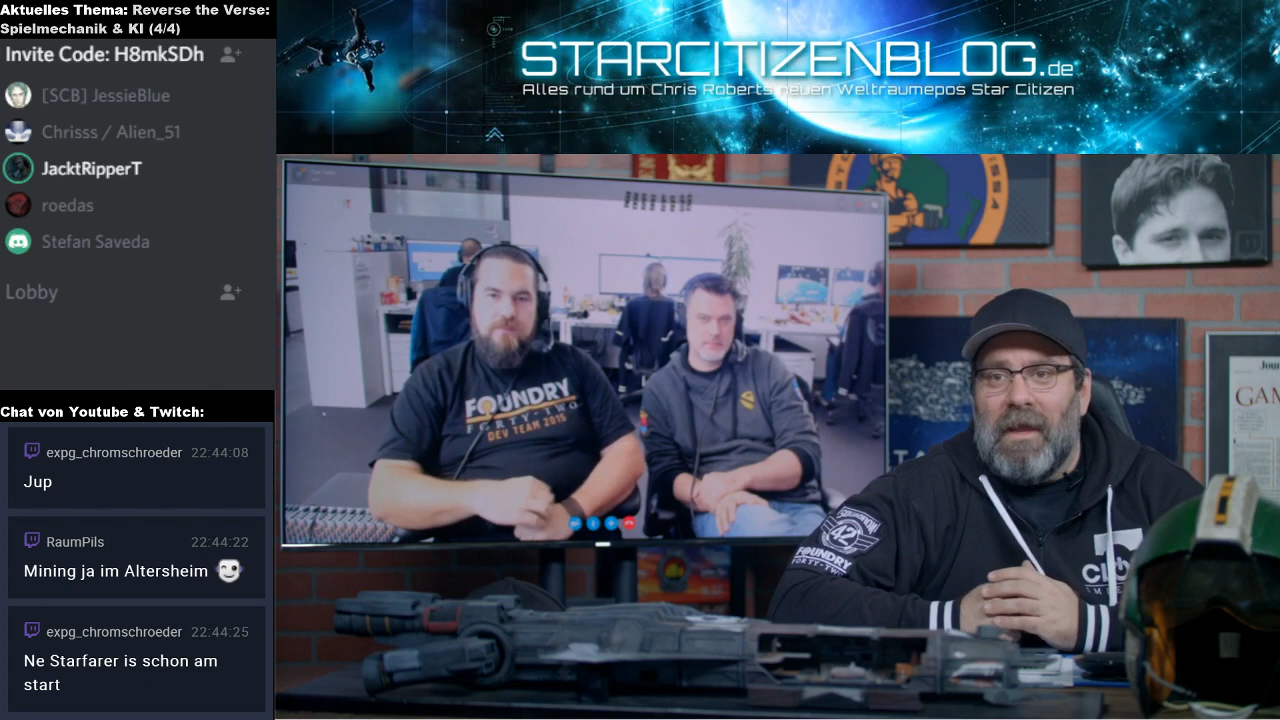 Aktuelles Thema: Reverse the Verse:
Spielmechanik & KI (4/4)
Invite Code: H8mkSDh
[SCB] JessieBlue
Chrisss / Alien_51
JacktRipperT
roedas
Stefan Saveda
Lobby
Chat von Youtube & Twitch:
expg_chromschroeder 22:44:08
Jup
RaumPils 22:44:22
Mining ja im Altersheim
expg_chromschroeder 22:44:25
Ne Starfarer is schon am
start
STARCITIZENBLOG.de
Alles rund um Chris Roberts neuen Weltraumepos Star Citizen
FOUNDRY
FORTY-TWO
DEV TEAM 2015
SQUADRON
42
FOUNDRY
FORTY-TWO
GAM